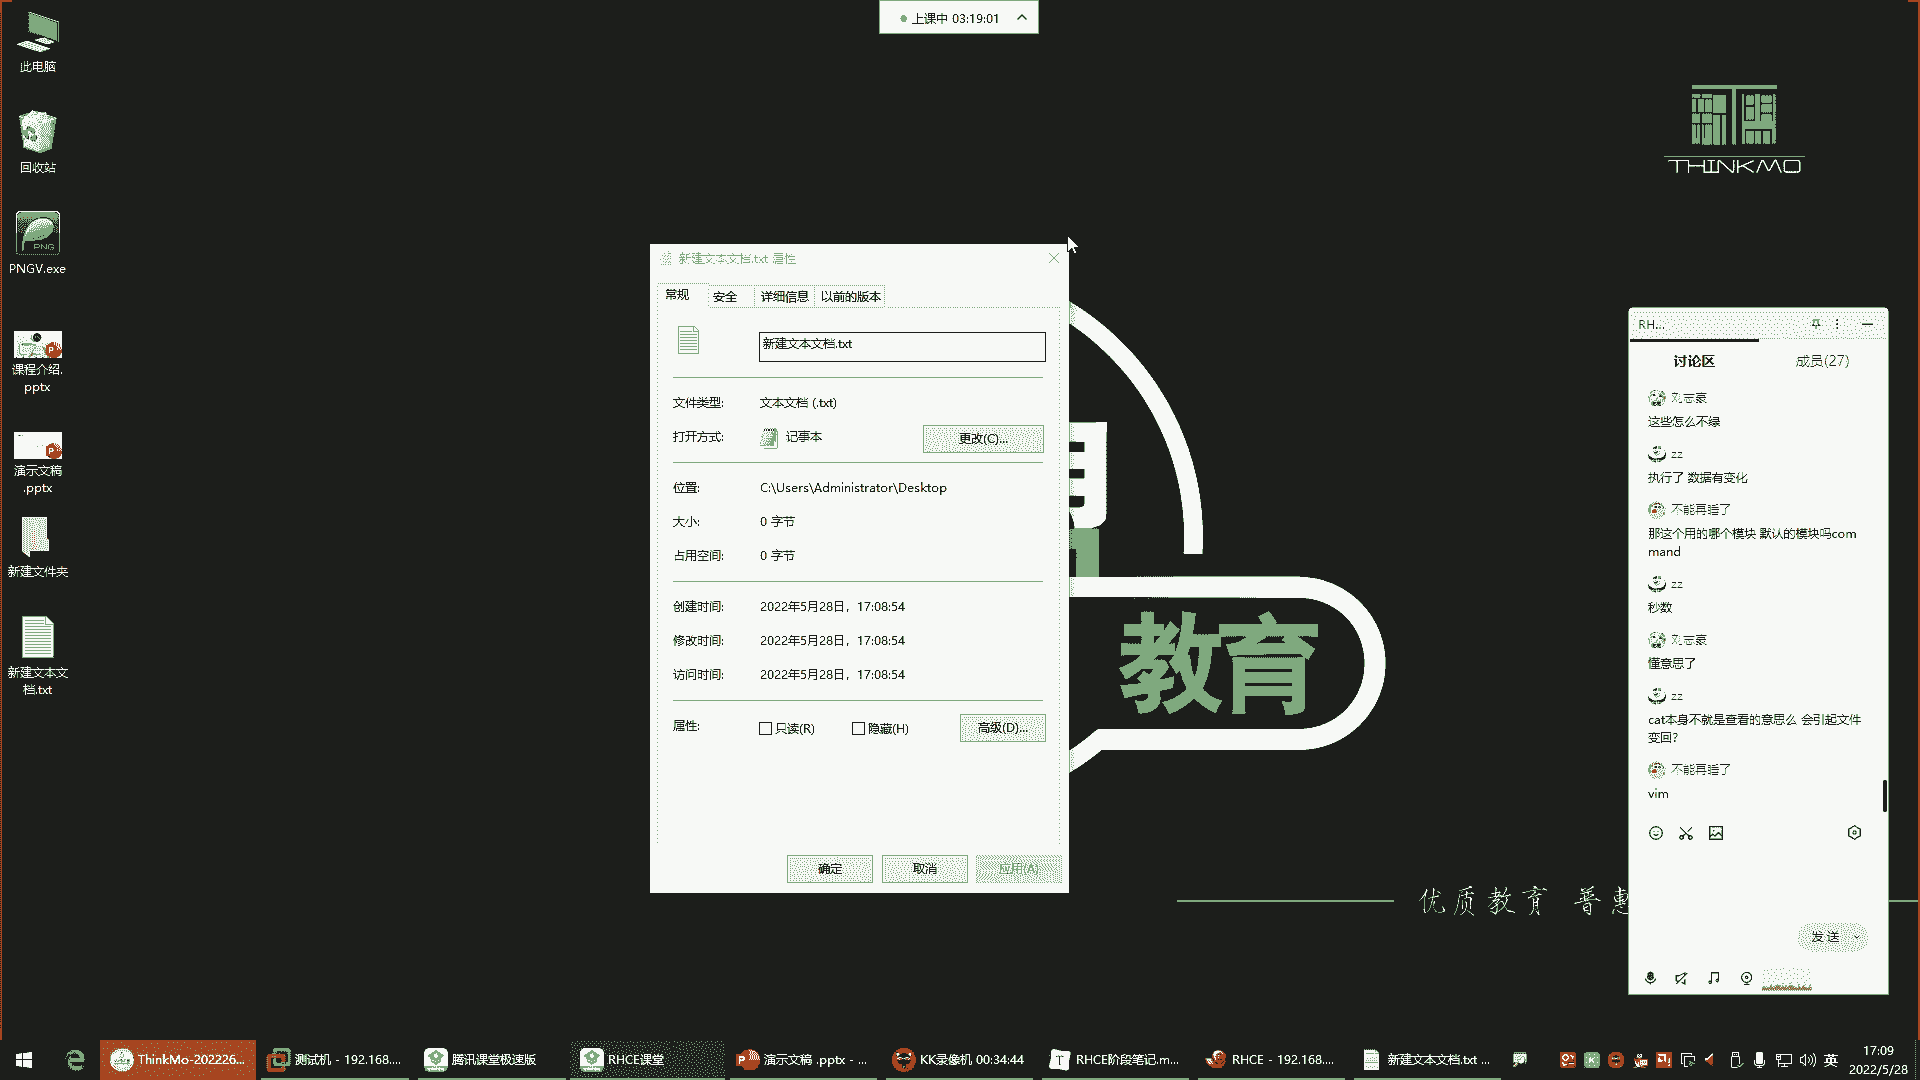 上课中 03:19:01
此电脑
回收站
PNG
PNGV.exe
课程介绍.
pptx
演示文稿
.pptx
新建文件夹
新建文本文
档.txt
THINKMO
新建文本文档.txt 属性
常规
安全
详细信息
以前的版本
新建文本文档.txt
文件类型:
文本文档 (.txt)
打开方式:
记事本
更改(C)...
位置:
C:\Users\Administrator\Desktop
大小:
0 字节
占用空间:
0 字节
创建时间:
2022年5月28日，17:08:54
修改时间:
2022年5月28日，17:08:54
访问时间:
2022年5月28日，17:08:54
属性:
只读(R)
隐藏(H)
高级(D)...
确定
取消
应用(A)
教育
优质教育 普惠
RH...
讨论区
成员(27)
刘志豪
这些怎么不绿
zz
执行了 数据有变化
不能再睡了
那这个用的哪个模块 默认的模块吗com
mand
zz
秒数
刘志豪
懂意思了
zz
cat本身不就是查看的意思么 会引起文件
变回?
不能再睡了
vim
发送
ThinkMo-202226...
测试机 - 192.168....
腾讯课堂极速版
RHCE课堂
演示文稿 .pptx - ...
KK录像机 00:34:44
RHCE阶段笔记.m...
RHCE - 192.168....
新建文本文档.txt ...
英
17:09
2022/5/28